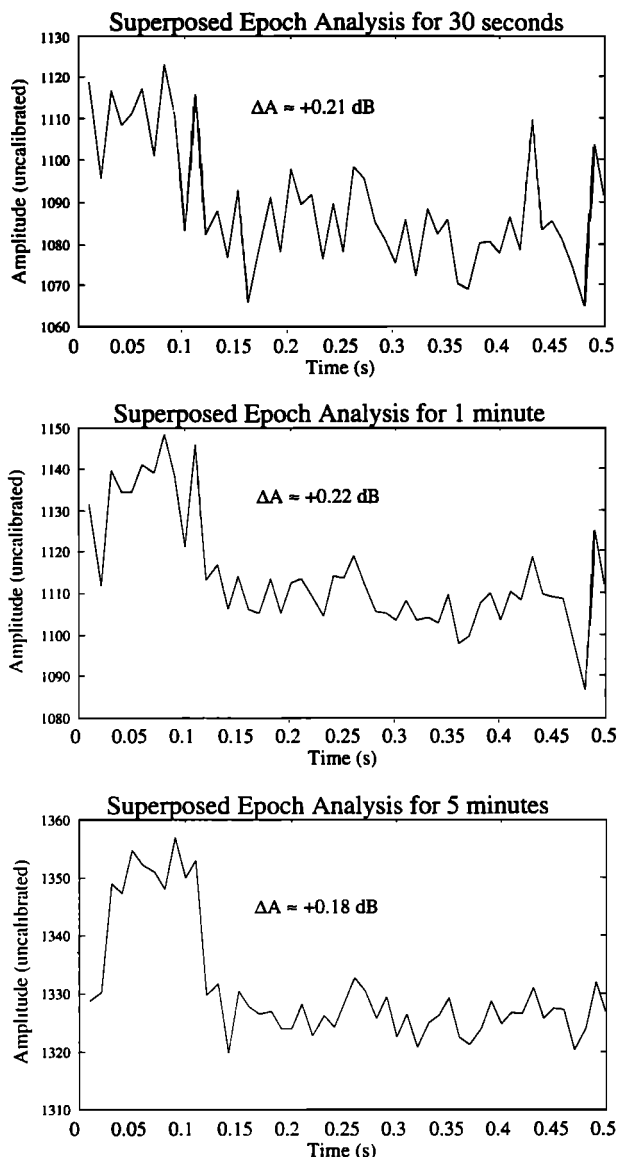 Superposed Epoch Analysis for 30 seconds
1130
1120
1110
1100
1090
1080
1070
1060
Amplitude (uncalibrated)
ΔA ≈ +0.21 dB
0 0.05 0.1 0.15 0.2 0.25 0.3 0.35 0.4 0.45 0.5
Time (s)
Superposed Epoch Analysis for 1 minute
1150
1140
1130
1120
1110
1100
1090
1080
Amplitude (uncalibrated)
ΔA ≈ +0.22 dB
0 0.05 0.1 0.15 0.2 0.25 0.3 0.35 0.4 0.45 0.5
Time (s)
Superposed Epoch Analysis for 5 minutes
1360
1350
1340
1330
1320
1310
Amplitude (uncalibrated)
ΔA ≈ +0.18 dB
0 0.05 0.1 0.15 0.2 0.25 0.3 0.35 0.4 0.45 0.5
Time (s)